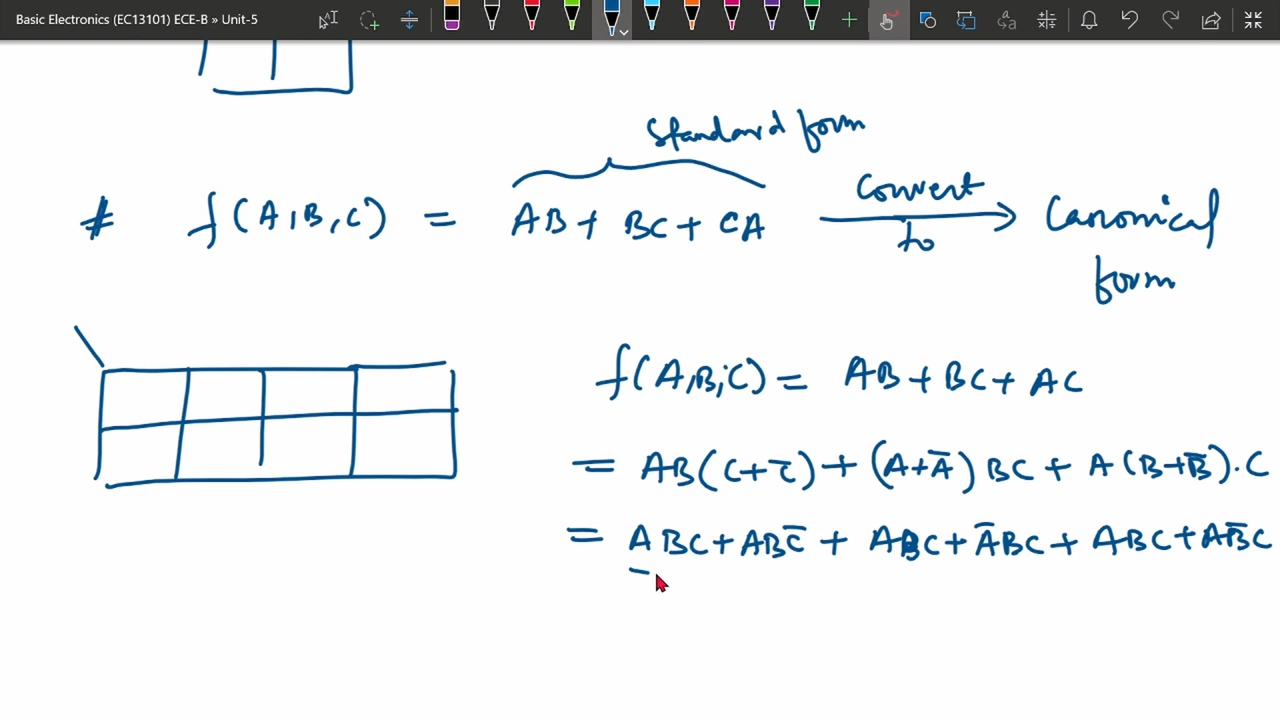 Basic Electronics (EC13101) ECE-B » Unit-5
Standard form
# f(A,B,C) = AB + BC + CA Convert to Canonical form
f(A,B,C) = AB + BC + AC
= AB(C+C̅) + (A+A̅)BC + A(B+B̅).C
= ABC + ABC̅ + ABC + A̅BC + ABC + AB̅C